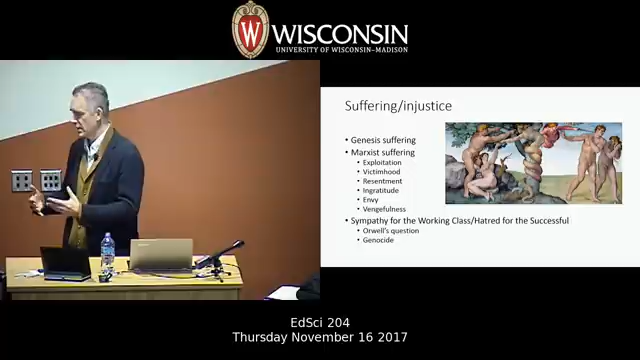 W
WISCONSIN
UNIVERSITY OF WISCONSIN–MADISON
Suffering/injustice
• Genesis suffering
• Marxist suffering
• Exploitation
• Victimhood
• Resentment
• Ingratitude
• Envy
• Vengefulness
• Sympathy for the Working Class/Hatred for the Successful
• Orwell's question
• Genocide
EdSci 204
Thursday November 16 2017